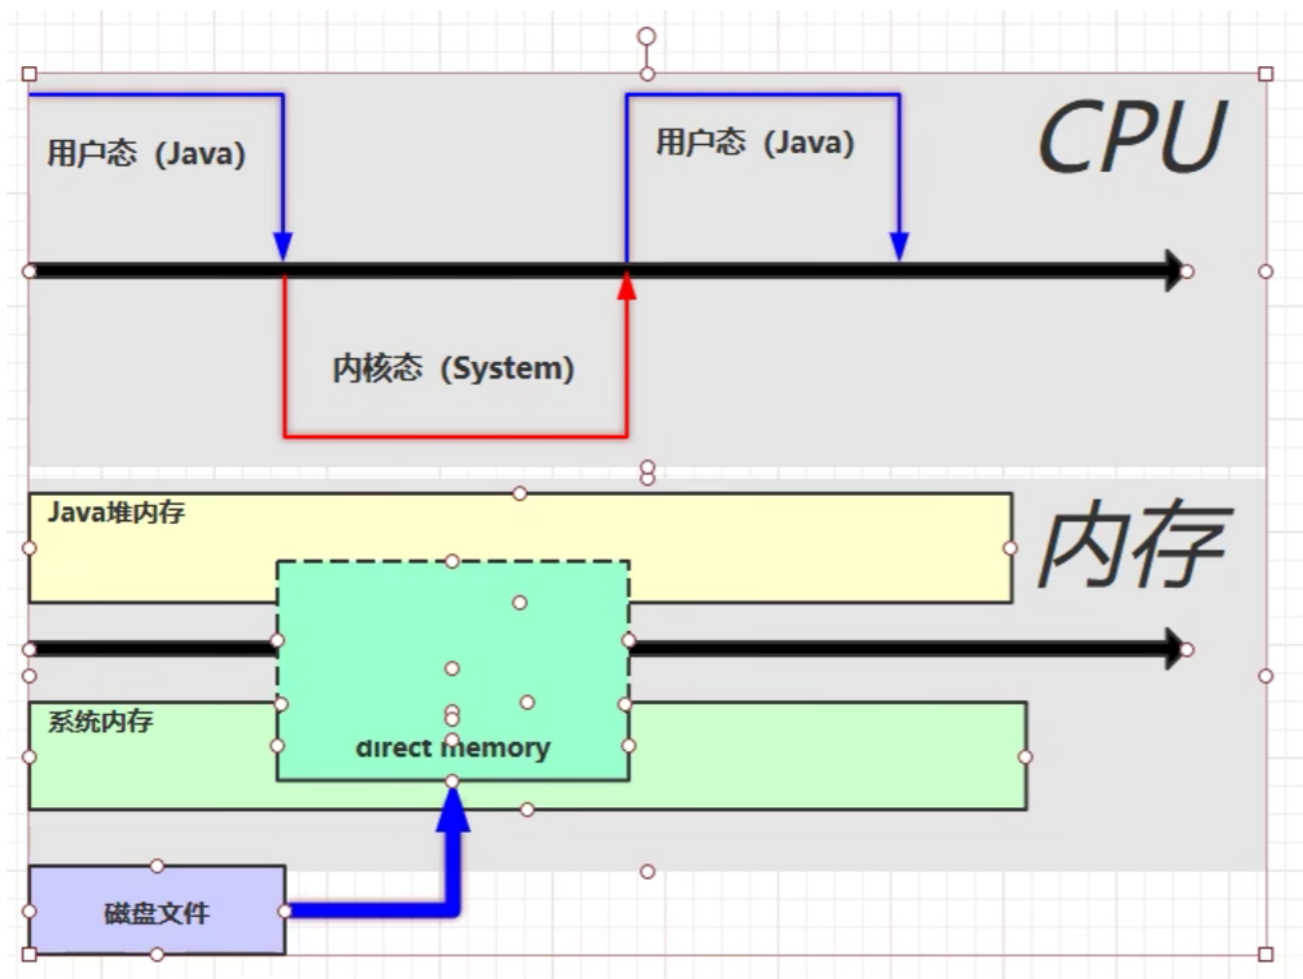 用户态（Java）
用户态（Java）
CPU
内核态（System）
Java堆内存
内存
系统内存
direct memory
磁盘文件